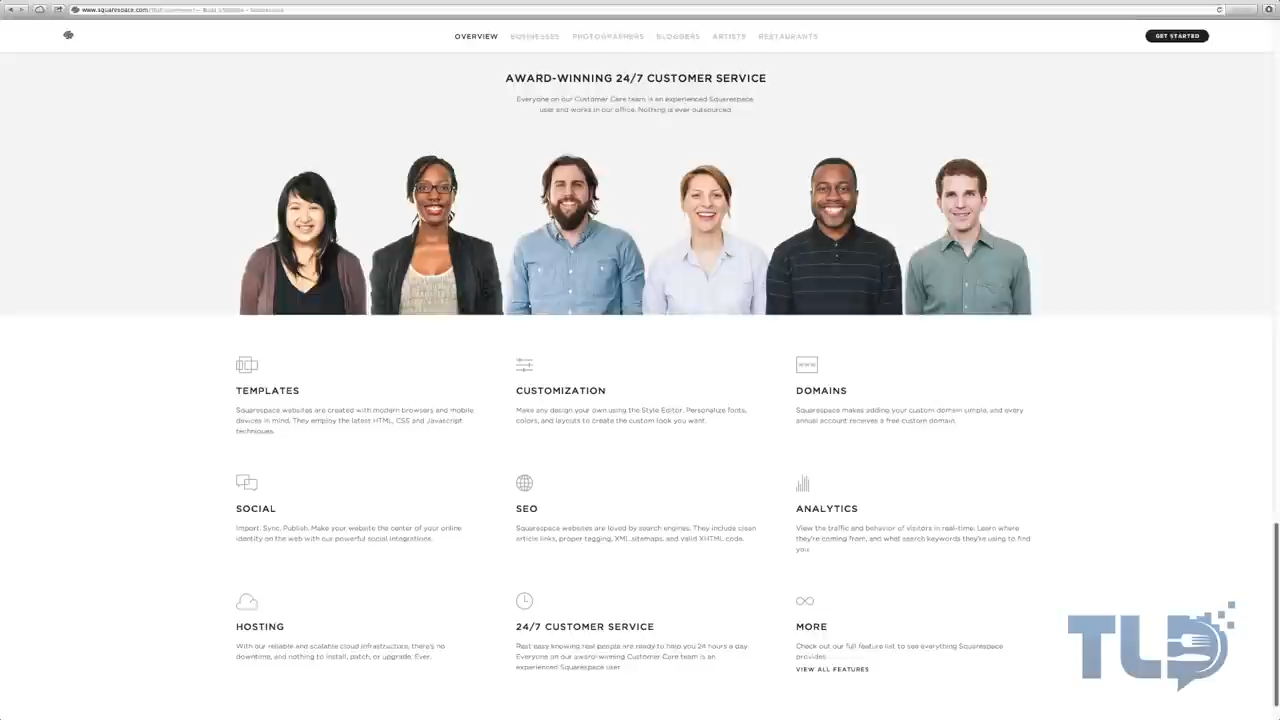 www.squarespace.com
OVERVIEW BUSINESSES PHOTOGRAPHERS BLOGGERS ARTISTS RESTAURANTS
GET STARTED
AWARD-WINNING 24/7 CUSTOMER SERVICE
Everyone on our Customer Care team is an experienced Squarespace
user and works in our office. Nothing is ever outsourced.
TEMPLATES
Squarespace websites are created with modern browsers and mobile
devices in mind. They employ the latest HTML, CSS and Javascript
techniques.
CUSTOMIZATION
Make any design your own using the Style Editor. Personalize fonts,
colors, and layouts to create the custom look you want.
WWW
DOMAINS
Squarespace makes adding your custom domain simple, and every
annual account receives a free custom domain.
SOCIAL
Import. Sync. Publish. Make your website the center of your online
identity on the web with our powerful social integrations.
SEO
Squarespace websites are loved by search engines. They include clean
article links, proper tagging, XML sitemaps, and valid XHTML code.
ANALYTICS
View the traffic and behavior of visitors in real-time. Learn where
they're coming from, and what search keywords they're using to find
you.
HOSTING
With our reliable and scalable cloud infrastructure, there's no
downtime, and nothing to install, patch, or upgrade. Ever.
24/7 CUSTOMER SERVICE
Rest easy knowing real people are ready to help you 24 hours a day.
Everyone on our award-winning Customer Care team is an
experienced Squarespace user.
MORE
Check out our full feature list to see everything Squarespace
provides.
VIEW ALL FEATURES
TLD